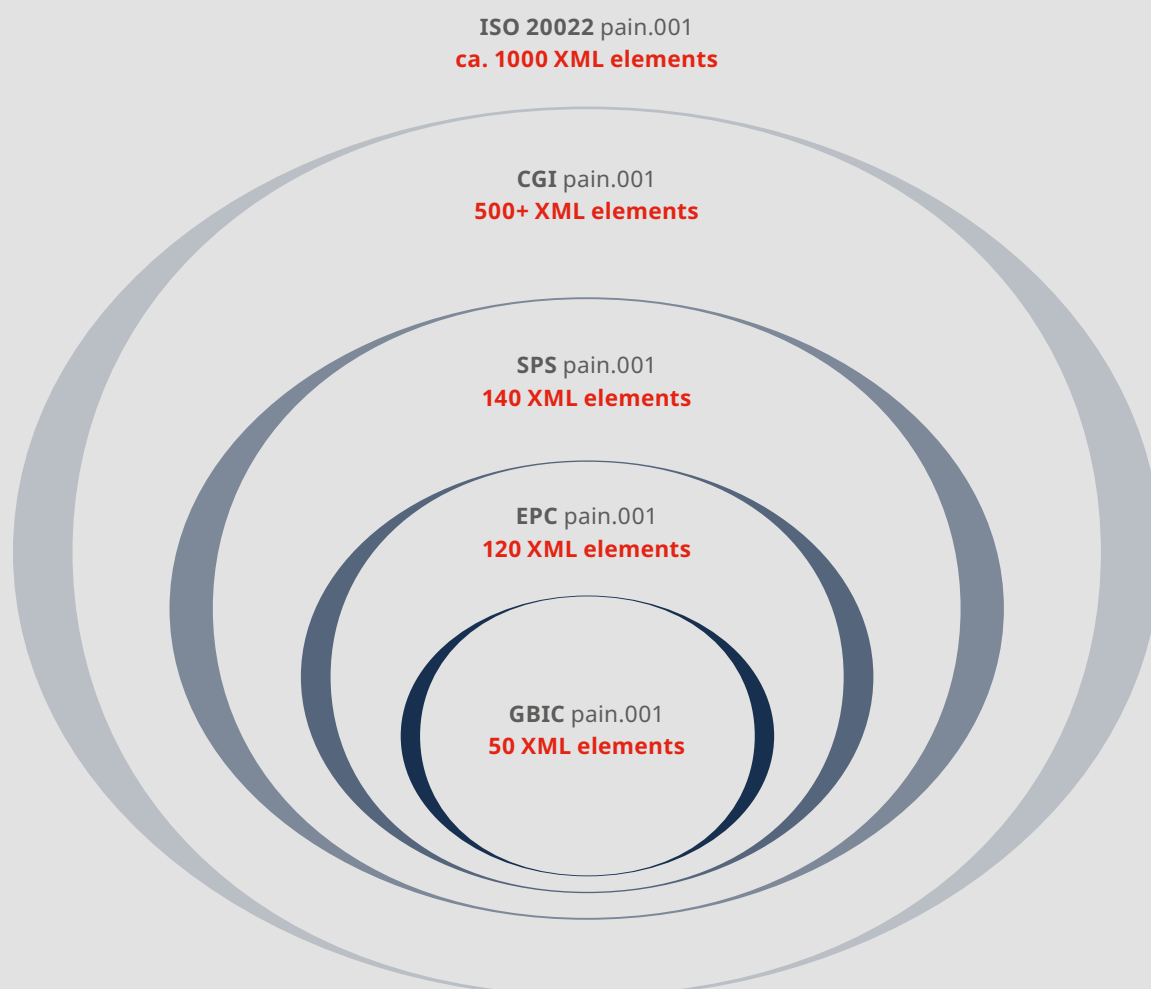 ISO 20022 pain.001
ca. 1000 XML elements
CGI pain.001
500+ XML elements
SPS pain.001
140 XML elements
EPC pain.001
120 XML elements
GBIC pain.001
50 XML elements